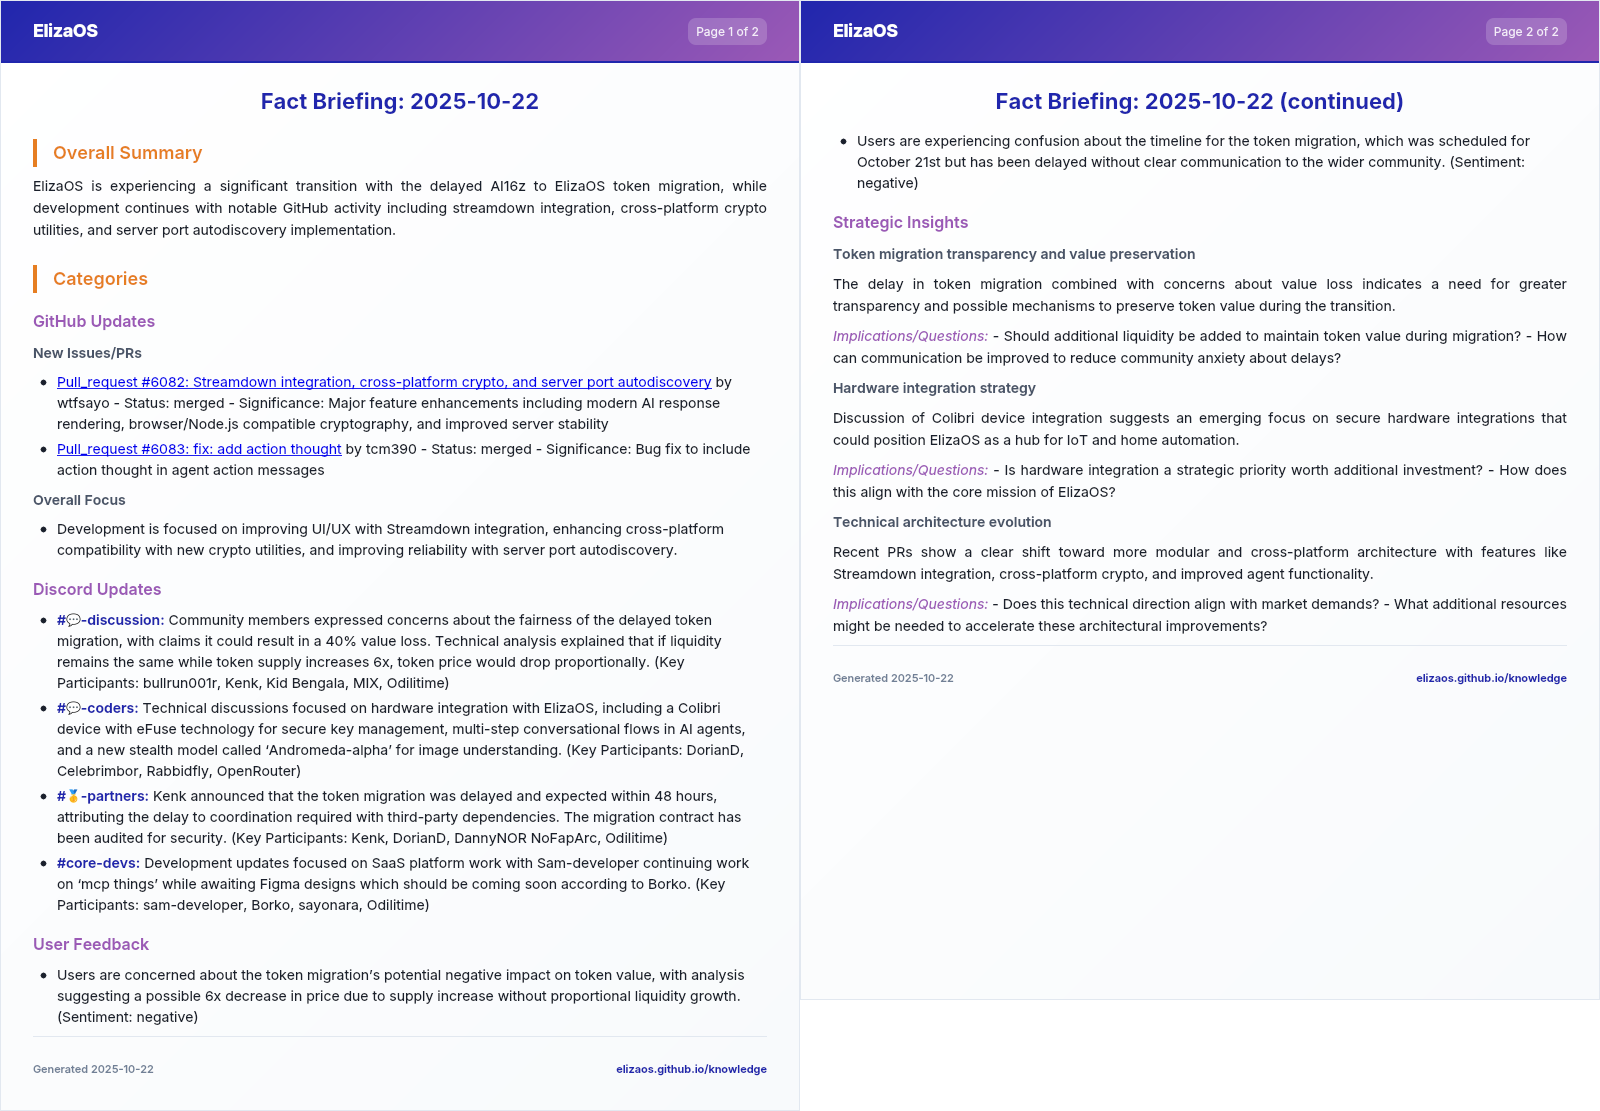 ElizaOS
Page 1 of 2
Fact Briefing: 2025-10-22
Overall Summary
ElizaOS is experiencing a significant transition with the delayed AI16z to ElizaOS token migration, while
development continues with notable GitHub activity including streamdown integration, cross-platform crypto
utilities, and server port autodiscovery implementation.
Categories
GitHub Updates
New Issues/PRs
• Pull_request #6082: Streamdown integration, cross-platform crypto, and server port autodiscovery by
wtfsayo - Status: merged - Significance: Major feature enhancements including modern AI response
rendering, browser/Node.js compatible cryptography, and improved server stability
• Pull_request #6083: fix: add action thought by tcm390 - Status: merged - Significance: Bug fix to include
action thought in agent action messages
Overall Focus
• Development is focused on improving UI/UX with Streamdown integration, enhancing cross-platform
compatibility with new crypto utilities, and improving reliability with server port autodiscovery.
Discord Updates
• #💬-discussion: Community members expressed concerns about the fairness of the delayed token
migration, with claims it could result in a 40% value loss. Technical analysis explained that if liquidity
remains the same while token supply increases 6x, token price would drop proportionally. (Key
Participants: bullrun001r, Kenk, Kid Bengala, MIX, Odilitime)
• #💬-coders: Technical discussions focused on hardware integration with ElizaOS, including a Colibri
device with eFuse technology for secure key management, multi-step conversational flows in AI agents,
and a new stealth model called ‘Andromeda-alpha’ for image understanding. (Key Participants: DorianD,
Celebrimbor, Rabbidfly, OpenRouter)
• #🥇-partners: Kenk announced that the token migration was delayed and expected within 48 hours,
attributing the delay to coordination required with third-party dependencies. The migration contract has
been audited for security. (Key Participants: Kenk, DorianD, DannyNOR NoFapArc, Odilitime)
• #core-devs: Development updates focused on SaaS platform work with Sam-developer continuing work
on ‘mcp things’ while awaiting Figma designs which should be coming soon according to Borko. (Key
Participants: sam-developer, Borko, sayonara, Odilitime)
User Feedback
• Users are concerned about the token migration’s potential negative impact on token value, with analysis
suggesting a possible 6x decrease in price due to supply increase without proportional liquidity growth.
(Sentiment: negative)
Generated 2025-10-22
elizaos.github.io/knowledge
ElizaOS
Page 2 of 2
Fact Briefing: 2025-10-22 (continued)
• Users are experiencing confusion about the timeline for the token migration, which was scheduled for
October 21st but has been delayed without clear communication to the wider community. (Sentiment:
negative)
Strategic Insights
Token migration transparency and value preservation
The delay in token migration combined with concerns about value loss indicates a need for greater
transparency and possible mechanisms to preserve token value during the transition.
Implications/Questions: - Should additional liquidity be added to maintain token value during migration? - How
can communication be improved to reduce community anxiety about delays?
Hardware integration strategy
Discussion of Colibri device integration suggests an emerging focus on secure hardware integrations that
could position ElizaOS as a hub for IoT and home automation.
Implications/Questions: - Is hardware integration a strategic priority worth additional investment? - How does
this align with the core mission of ElizaOS?
Technical architecture evolution
Recent PRs show a clear shift toward more modular and cross-platform architecture with features like
Streamdown integration, cross-platform crypto, and improved agent functionality.
Implications/Questions: - Does this technical direction align with market demands? - What additional resources
might be needed to accelerate these architectural improvements?
Generated 2025-10-22
elizaos.github.io/knowledge